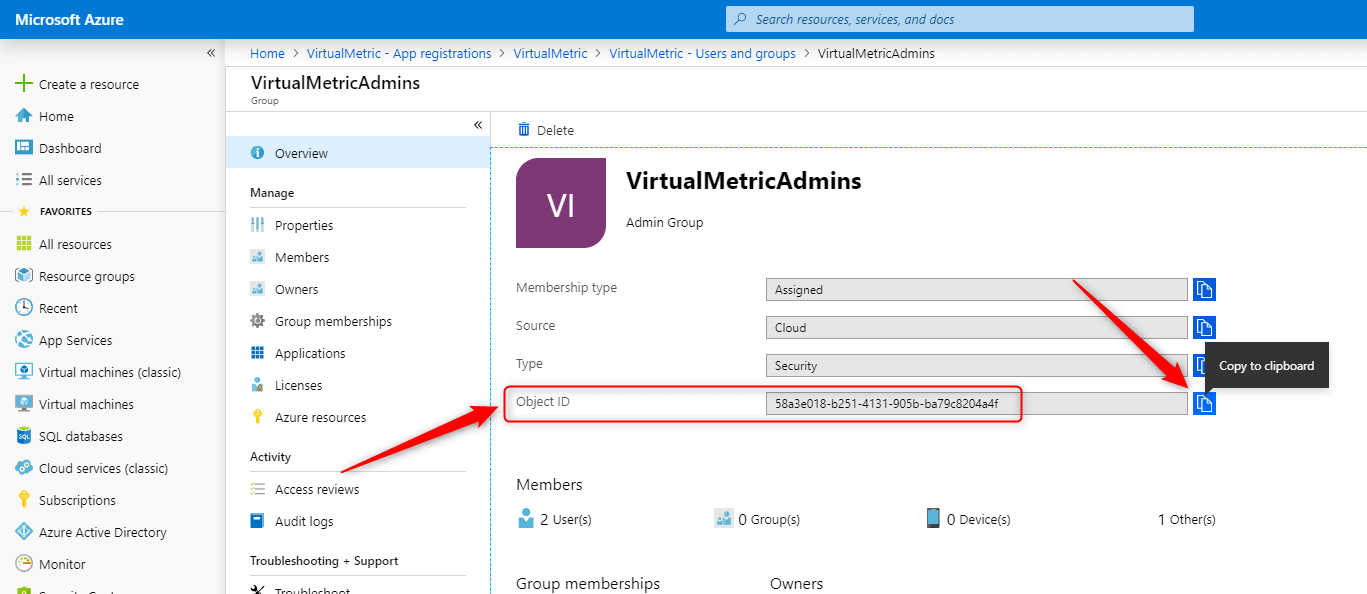 Microsoft Azure
Search resources, services, and docs
«
Create a resource
Home
Dashboard
All services
FAVORITES
All resources
Resource groups
Recent
App Services
Virtual machines (classic)
Virtual machines
SQL databases
Cloud services (classic)
Subscriptions
Azure Active Directory
Monitor
Home > VirtualMetric - App registrations > VirtualMetric > VirtualMetric - Users and groups > VirtualMetricAdmins
VirtualMetricAdmins
Group
«
Overview
Manage
Properties
Members
Owners
Group memberships
Applications
Licenses
Azure resources
Activity
Access reviews
Audit logs
Troubleshooting + Support
Troubleshoot
Delete
VI
VirtualMetricAdmins
Admin Group
Membership type Assigned
Source Cloud
Type Security
Copy to clipboard
Object ID 58a3e018-b251-4131-905b-ba79c8204a4f
Members
2 User(s) 0 Group(s) 0 Device(s) 1 Other(s)
Group memberships Owners